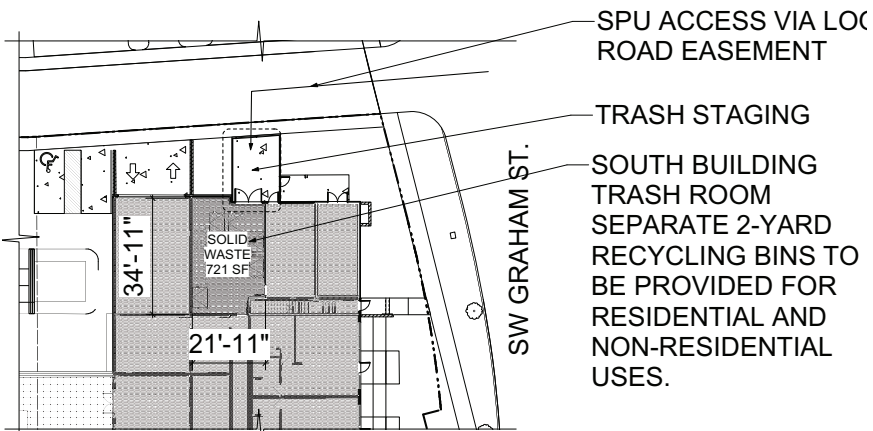 SPU ACCESS VIA LOO
ROAD EASEMENT
TRASH STAGING
SOUTH BUILDING
TRASH ROOM
SEPARATE 2-YARD
RECYCLING BINS TO
BE PROVIDED FOR
RESIDENTIAL AND
NON-RESIDENTIAL
USES.
SW GRAHAM ST.
SOLID
WASTE
721 SF
34'-11"
21'-11"